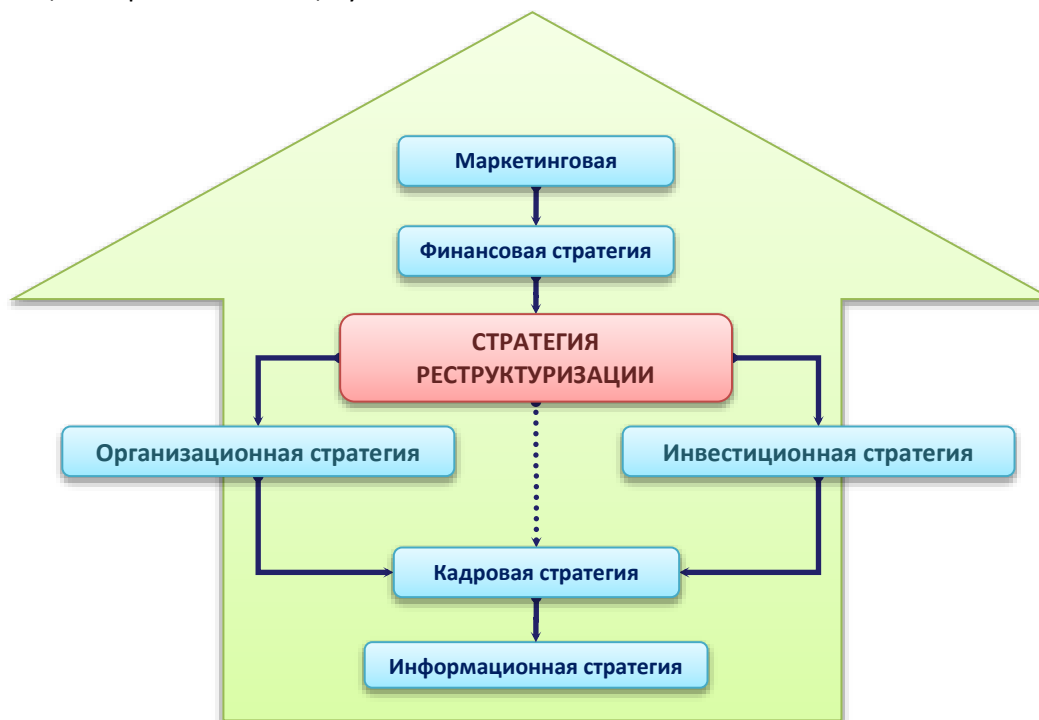 Маркетинговая
Финансовая стратегия
СТРАТЕГИЯ
РЕСТРУКТУРИЗАЦИИ
Организационная стратегия
Инвестиционная стратегия
Кадровая стратегия
Информационная стратегия